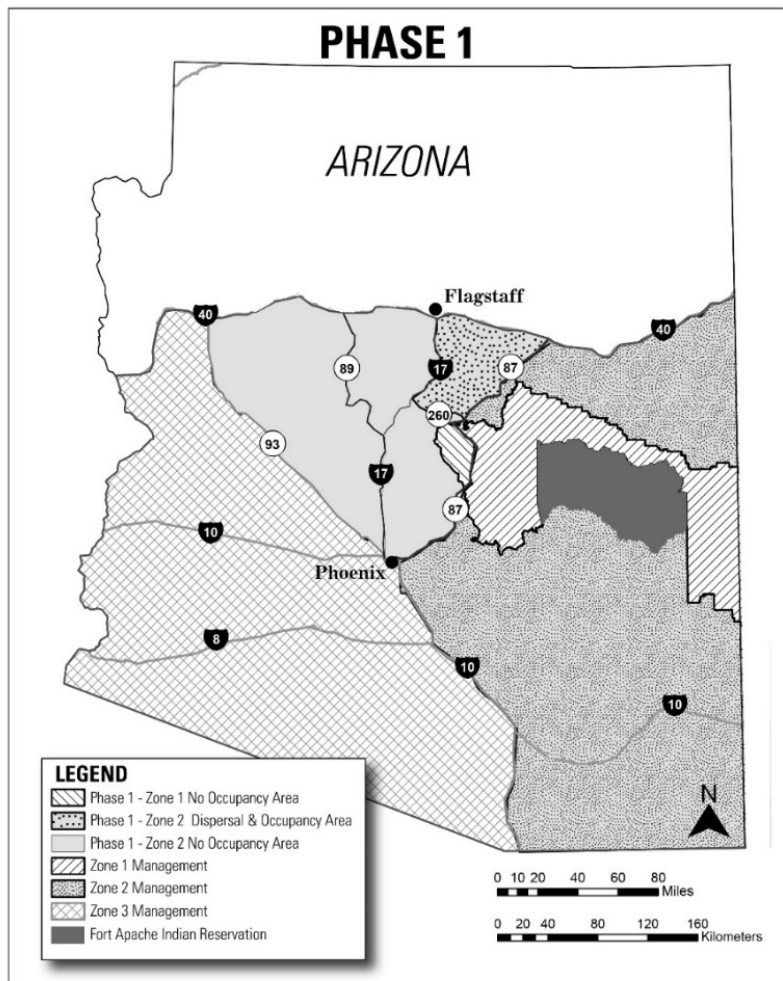 PHASE 1
ARIZONA
Flagstaff
40
40
89
17
87
260
93
17
87
10
Phoenix
8
10
10
LEGEND
Phase 1 - Zone 1 No Occupancy Area
Phase 1 - Zone 2 Dispersal & Occupancy Area
Phase 1 - Zone 2 No Occupancy Area
Zone 1 Management
Zone 2 Management
Zone 3 Management
Fort Apache Indian Reservation
N
0 10 20 40 60 80
Miles
0 20 40 80 120 160
Kilometers